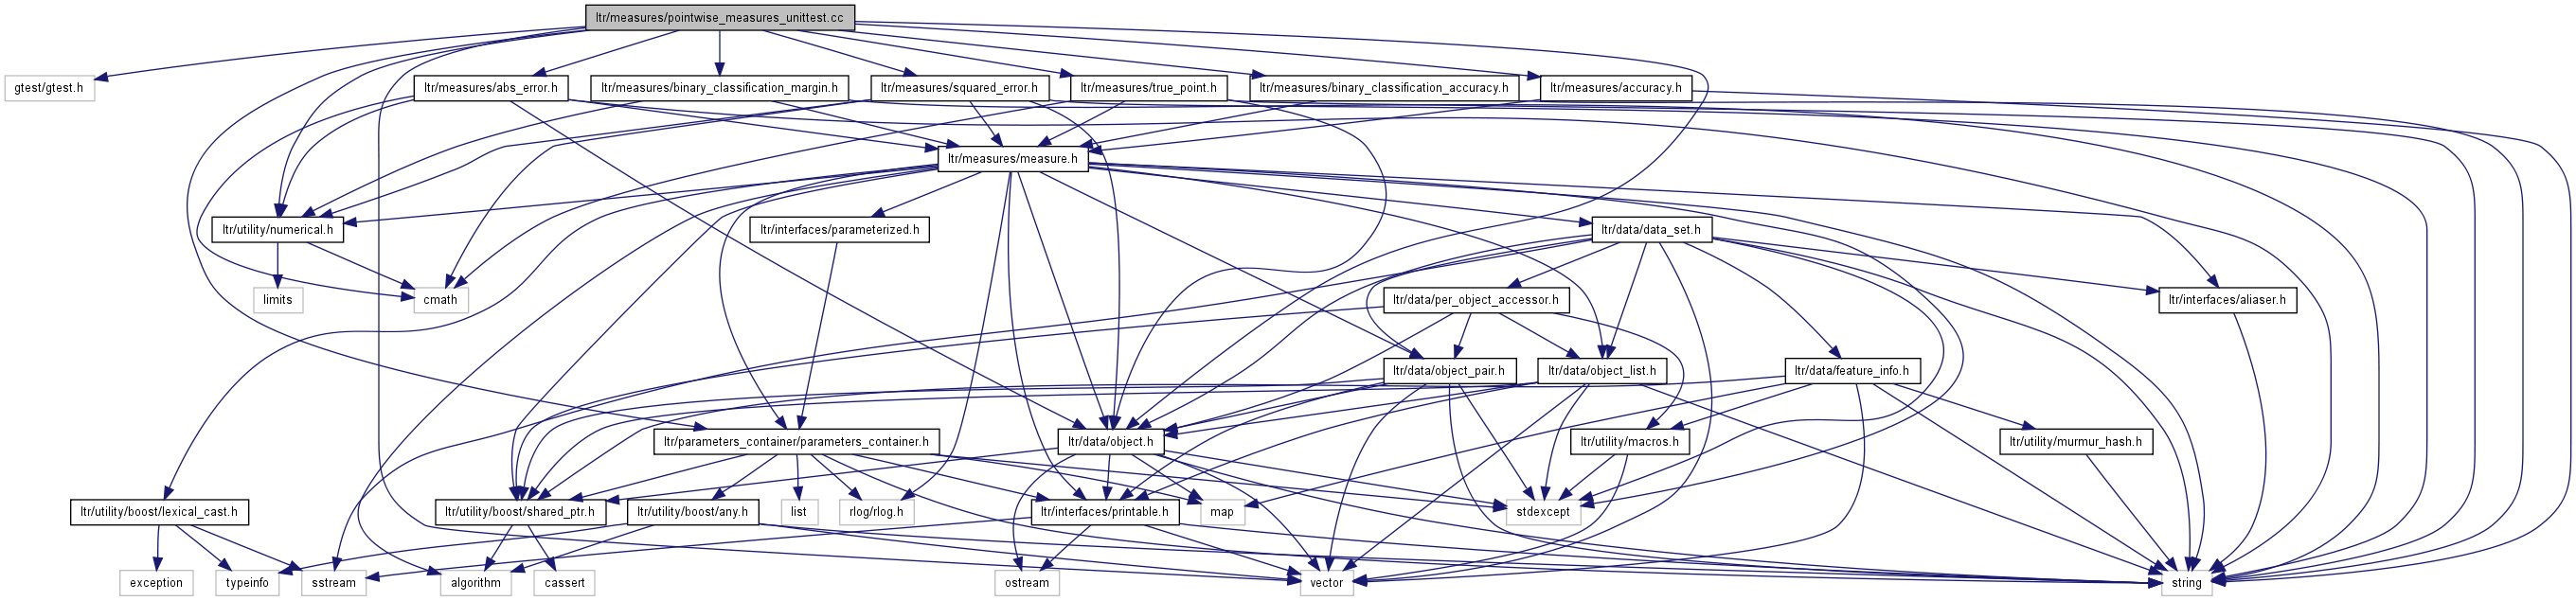 ltr/measures/pointwise_measures_unittest.cc
gtest/gtest.h
ltr/measures/abs_error.h
ltr/measures/binary_classification_margin.h
ltr/measures/squared_error.h
ltr/measures/true_point.h
ltr/measures/binary_classification_accuracy.h
ltr/measures/accuracy.h
ltr/measures/measure.h
ltr/utility/numerical.h
ltr/interfaces/parameterized.h
ltr/data/data_set.h
limits
cmath
ltr/data/per_object_accessor.h
ltr/interfaces/aliaser.h
ltr/data/object_pair.h
ltr/data/object_list.h
ltr/data/feature_info.h
ltr/parameters_container/parameters_container.h
ltr/data/object.h
ltr/utility/macros.h
ltr/utility/murmur_hash.h
ltr/utility/boost/lexical_cast.h
ltr/utility/boost/shared_ptr.h
ltr/utility/boost/any.h
list
rlog/rlog.h
ltr/interfaces/printable.h
map
stdexcept
exception
typeinfo
sstream
algorithm
cassert
ostream
vector
string